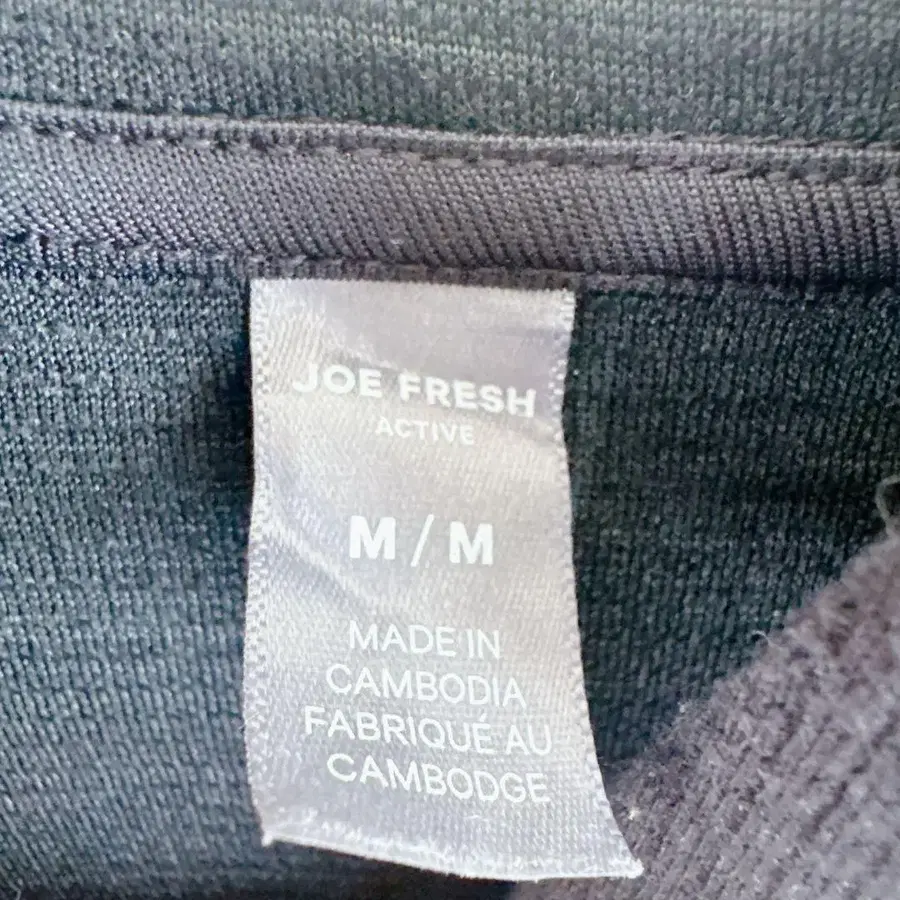 JOE FRESH
ACTIVE
M / M
MADE IN
CAMBODIA
FABRIQUÉ AU
CAMBODGE